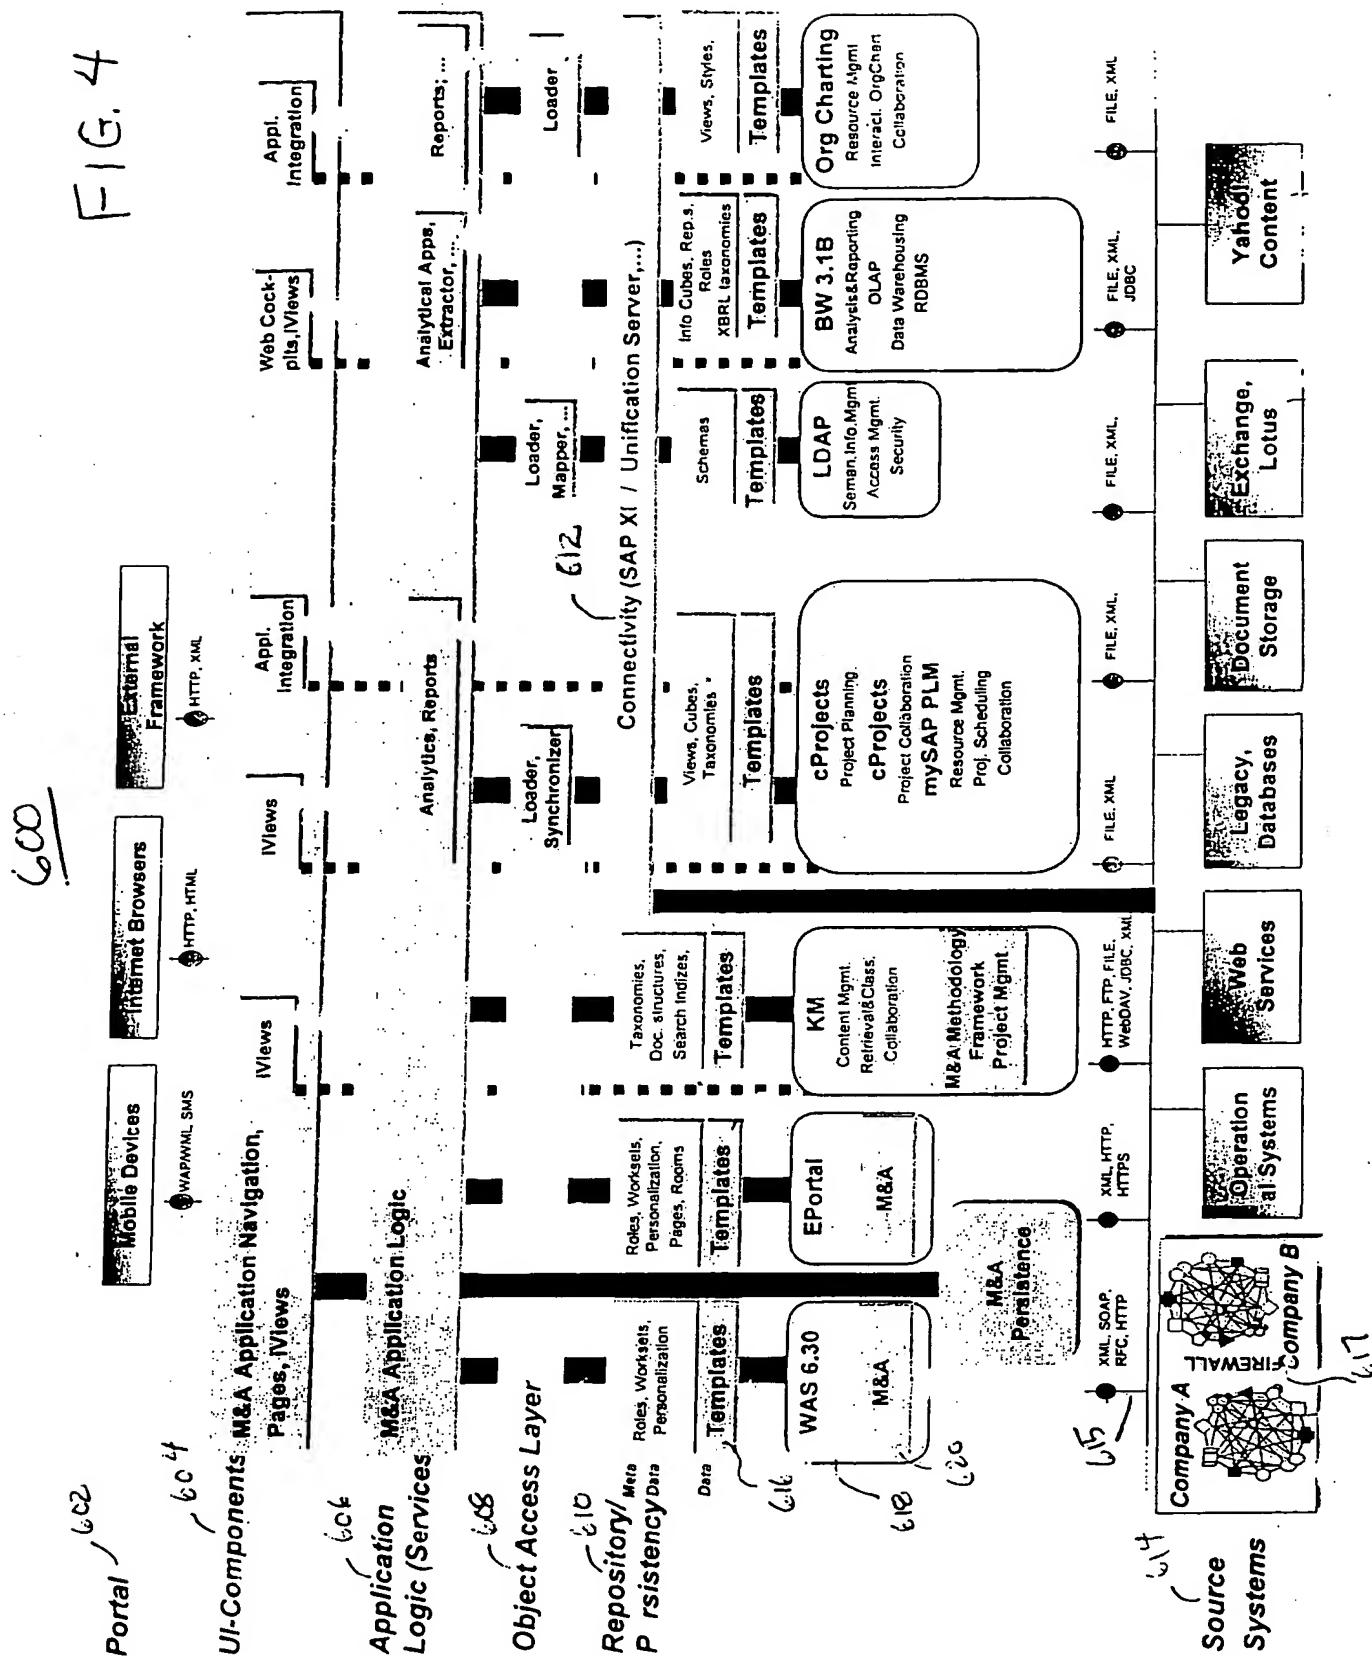 FIG. 4
600
Portal
602
Mobile Devices
Internet Browsers
External
Framework
WAP/WML, SMS
HTTP, HTML
HTTP, XML
UI-Components
604
M&A Application Navigation,
Pages, iViews
IViews
IViews
Appl.
Integration
Web Cock-
pits,IViews
Appl.
Integration
606
Application
Logic (Services
M&A Application Logic
Analytics, Reports
Analytical Apps,
Extractor, ...
Reports; ...
608
Object Access Layer
Loader,
Synchronizer
Loader,
Mapper, ...
Loader
612
Connectivity (SAP XI / Unification Server,...)
610
Repository/
P rsistency
Meta
Data
Roles, Worksets,
Personalization
Roles, Worksels,
Personalization,
Pages, Rooms
Taxonomies,
Doc. structures,
Search Indizes,
Views, Cubes,
Taxonomies
Schemas
Info Cubes, Rep.s,
Roles
XBRL taxonomies
Views, Styles,
Data
Templates
Templates
Templates
Templates
Templates
Templates
Templates
616
WAS 6.30
M&A
EPortal
M&A
KM
Content Mgmt.
Retrieval&Class.
Collaboration
M&A Methodology
Framework
Project Mgmt
cProjects
Project Planning
cProjects
Project Collaboration
mySAP PLM
Resource Mgmt.
Proj. Scheduling
Collaboration
LDAP
Seman.Info.Mgmt
Access Mgmt.
Security
BW 3.1B
Analysis&Raporting
OLAP
Data Warehousing
RDBMS
Org Charting
Resource Mgmt
Interacl. OrgChart
Collaboration
618
620
M&A
Persistence
615
XML, SOAP,
RFC, HTTP
XML, HTTP,
HTTPS
HTTP, FTP, FILE,
WebDAV, JDBC, XML
FILE, XML
FILE, XML,
FILE, XML,
FILE, XML,
JDBC
FILE, XML
614
Source
Systems
Company A
FIREWALL
Company B
617
Operation
al Systems
Web
Services
Legacy,
Databases
Document
Storage
Exchange,
Lotus
Yahoo!
Content